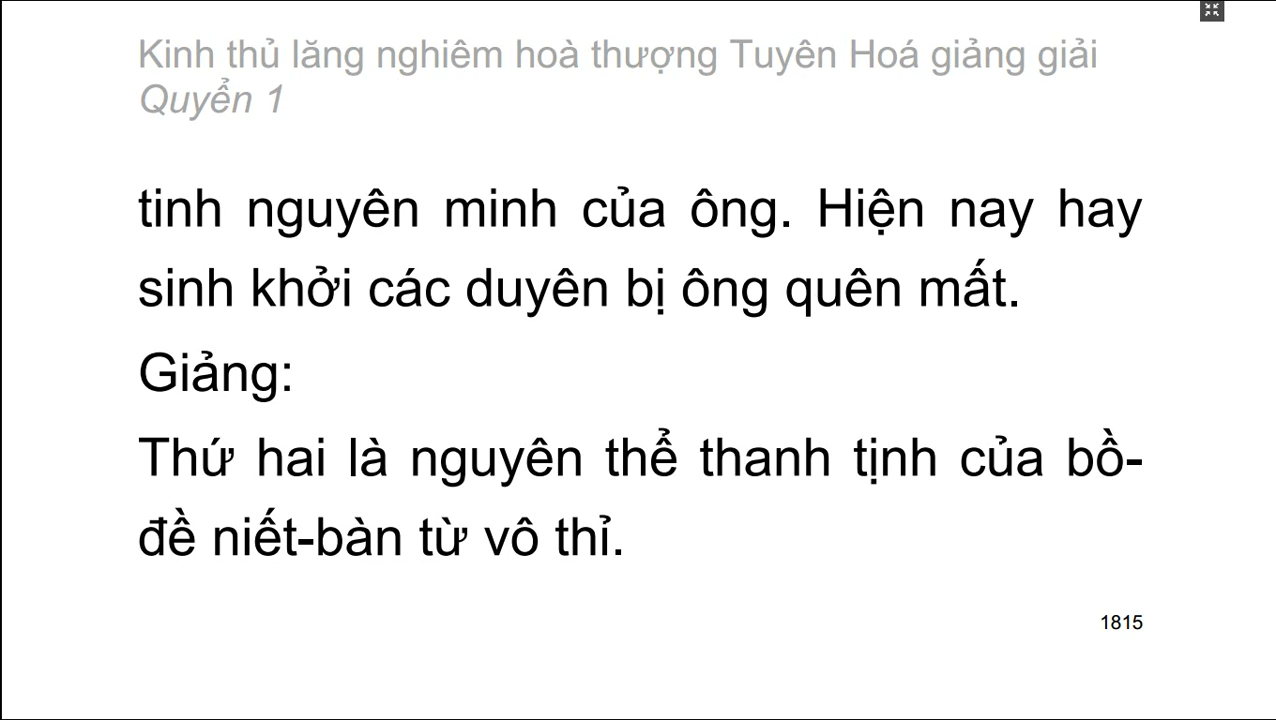 Kinh thủ lăng nghiêm hoà thượng Tuyên Hoá giảng giải
Quyển 1
tinh nguyên minh của ông. Hiện nay hay
sinh khởi các duyên bị ông quên mất.
Giảng:
Thứ hai là nguyên thể thanh tịnh của bồ-
đề niết-bàn từ vô thỉ.
1815